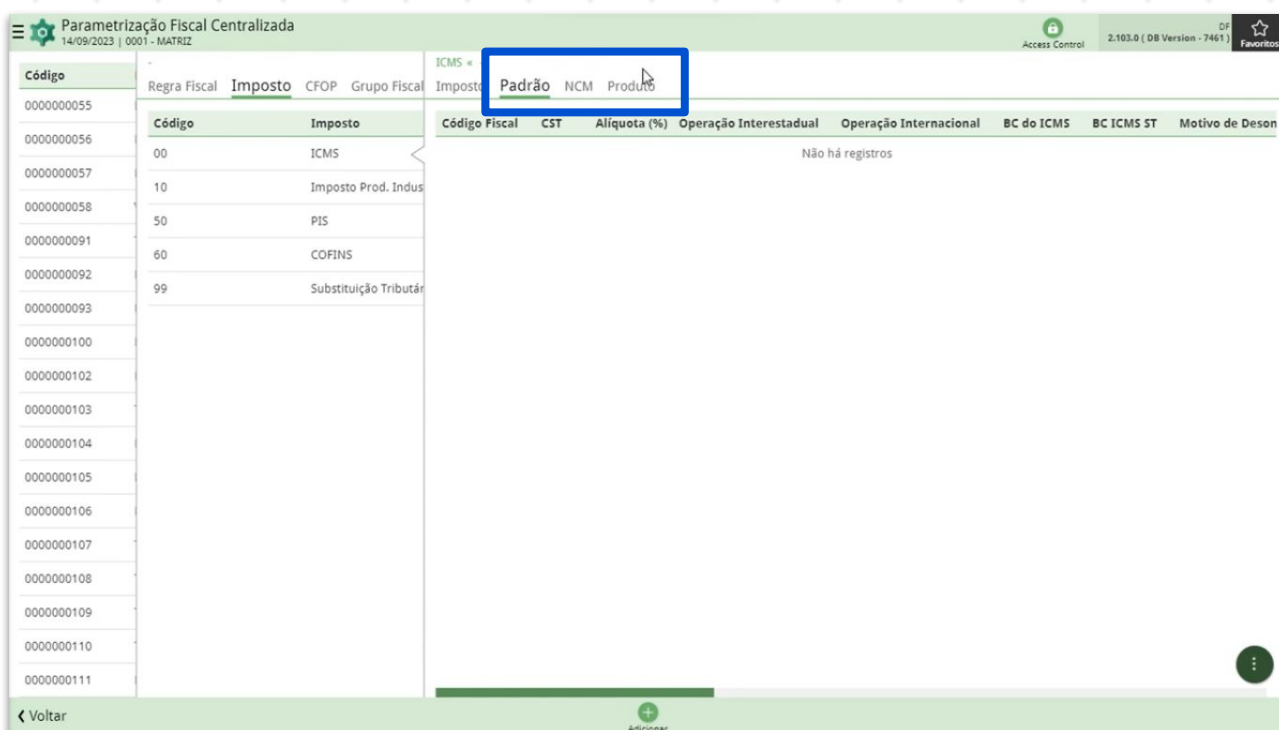 Parametrização Fiscal Centralizada
14/09/2023 | 0001 - MATRIZ
Access Control
DF
2.103.0 ( DB Version - 7461 )
Favoritos
Código
0000000055
0000000056
0000000057
0000000058
0000000091
0000000092
0000000093
0000000100
0000000102
0000000103
0000000104
0000000105
0000000106
0000000107
0000000108
0000000109
0000000110
0000000111
-
Regra Fiscal Imposto CFOP Grupo Fiscal
Código Imposto
00 ICMS
10 Imposto Prod. Indus
50 PIS
60 COFINS
99 Substituição Tributár
ICMS «
Imposto Padrão NCM Produto
Código Fiscal CST Alíquota (%) Operação Interestadual Operação Internacional BC do ICMS BC ICMS ST Motivo de Deson
Não há registros
Voltar
Adicionar